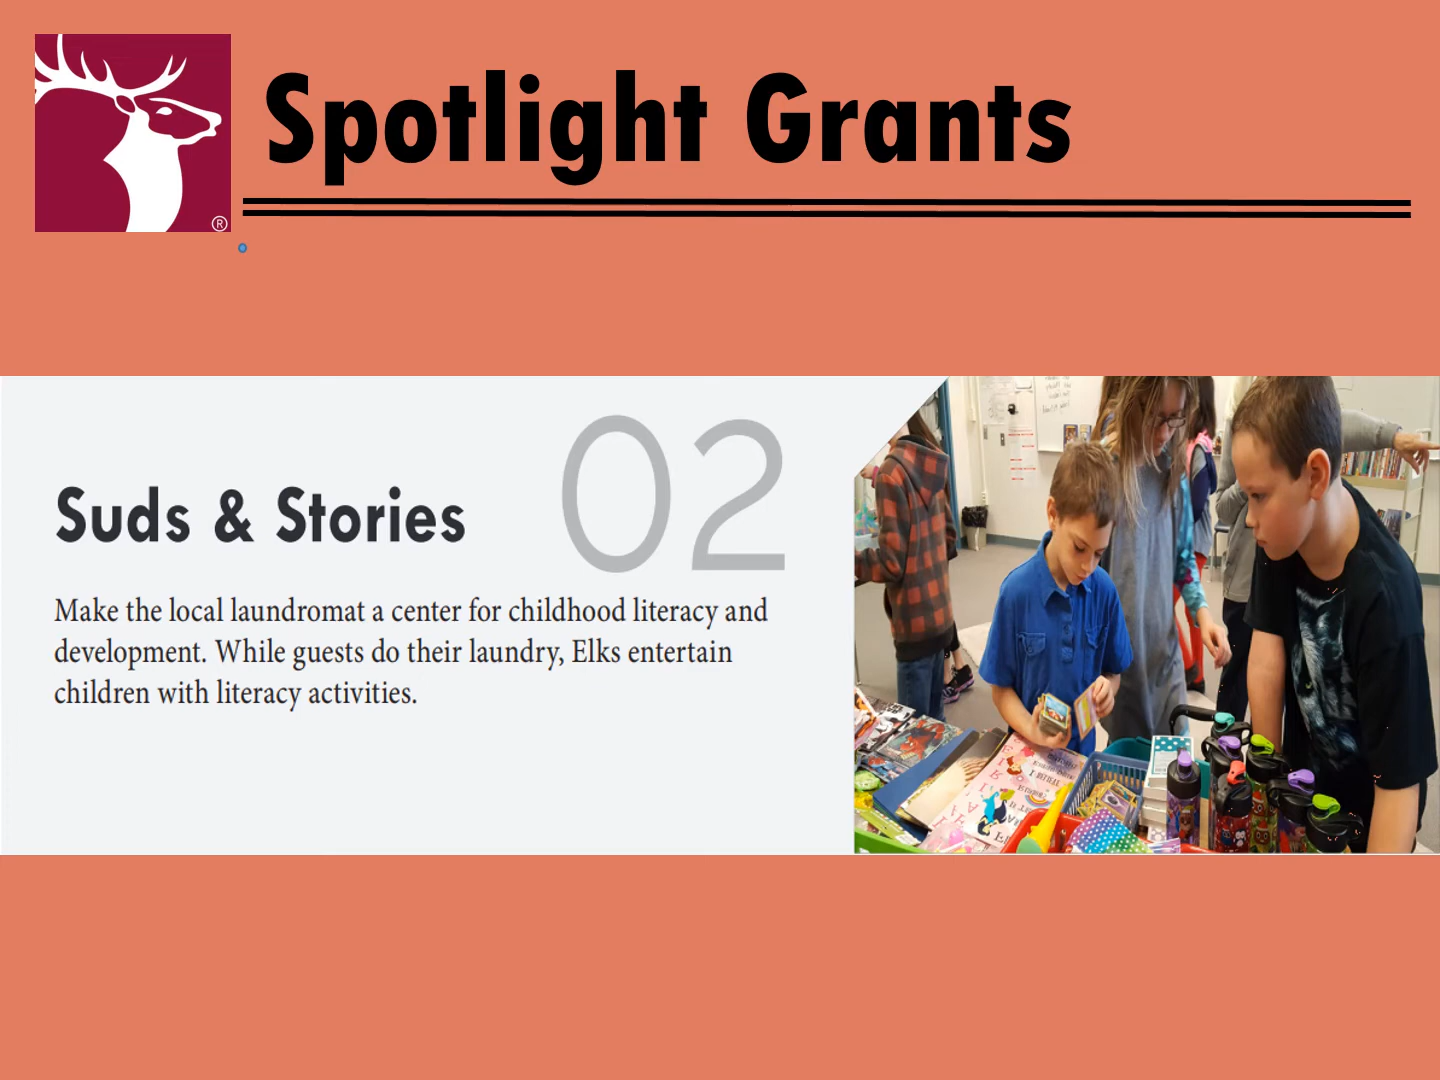 Spotlight Grants
®
02
Suds & Stories
Make the local laundromat a center for childhood literacy and
development. While guests do their laundry, Elks entertain
children with literacy activities.